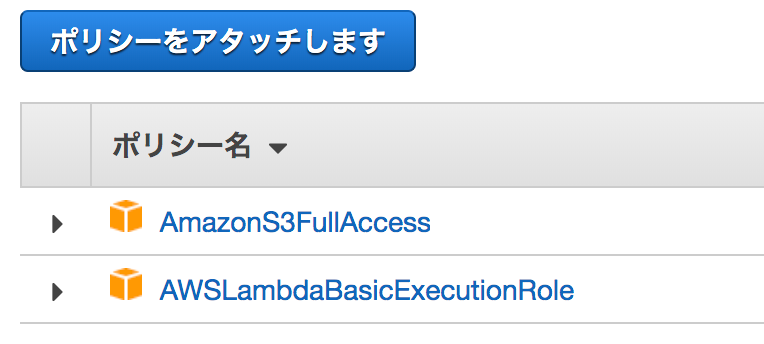 ポリシーをアタッチします
ポリシー名
AmazonS3FullAccess
AWSLambdaBasicExecutionRole